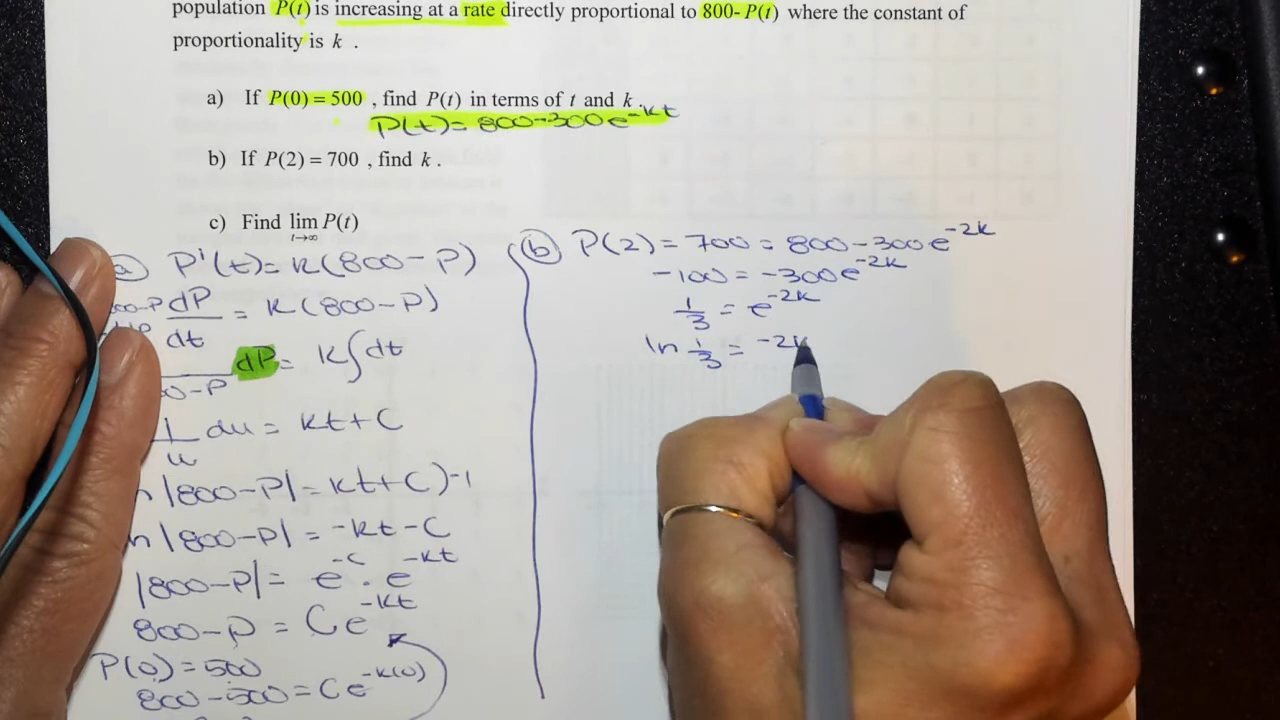 population P(t) is increasing at a rate directly proportional to 800- P(t) where the constant of
proportionality is k .
a) If P(0) = 500 , find P(t) in terms of t and k .
P(t) = 800-300e^-kt
b) If P(2) = 700 , find k .
c) Find lim P(t)
t→∞
a P'(t) = k(800-P)
dP/dt = k(800-P)
dP = k∫dt
1/u du = kt+C
|800-P| = kt+C)-1
|800-P| = -kt-C
|800-P| = e^-C · e^-kt
800-P = Ce^-kt
P(0) = 500
800-500 = Ce^-k(0)
b P(2) = 700 = 800-300e^-2k
-100 = -300e^-2k
1/3 = e^-2k
ln 1/3 = -2k